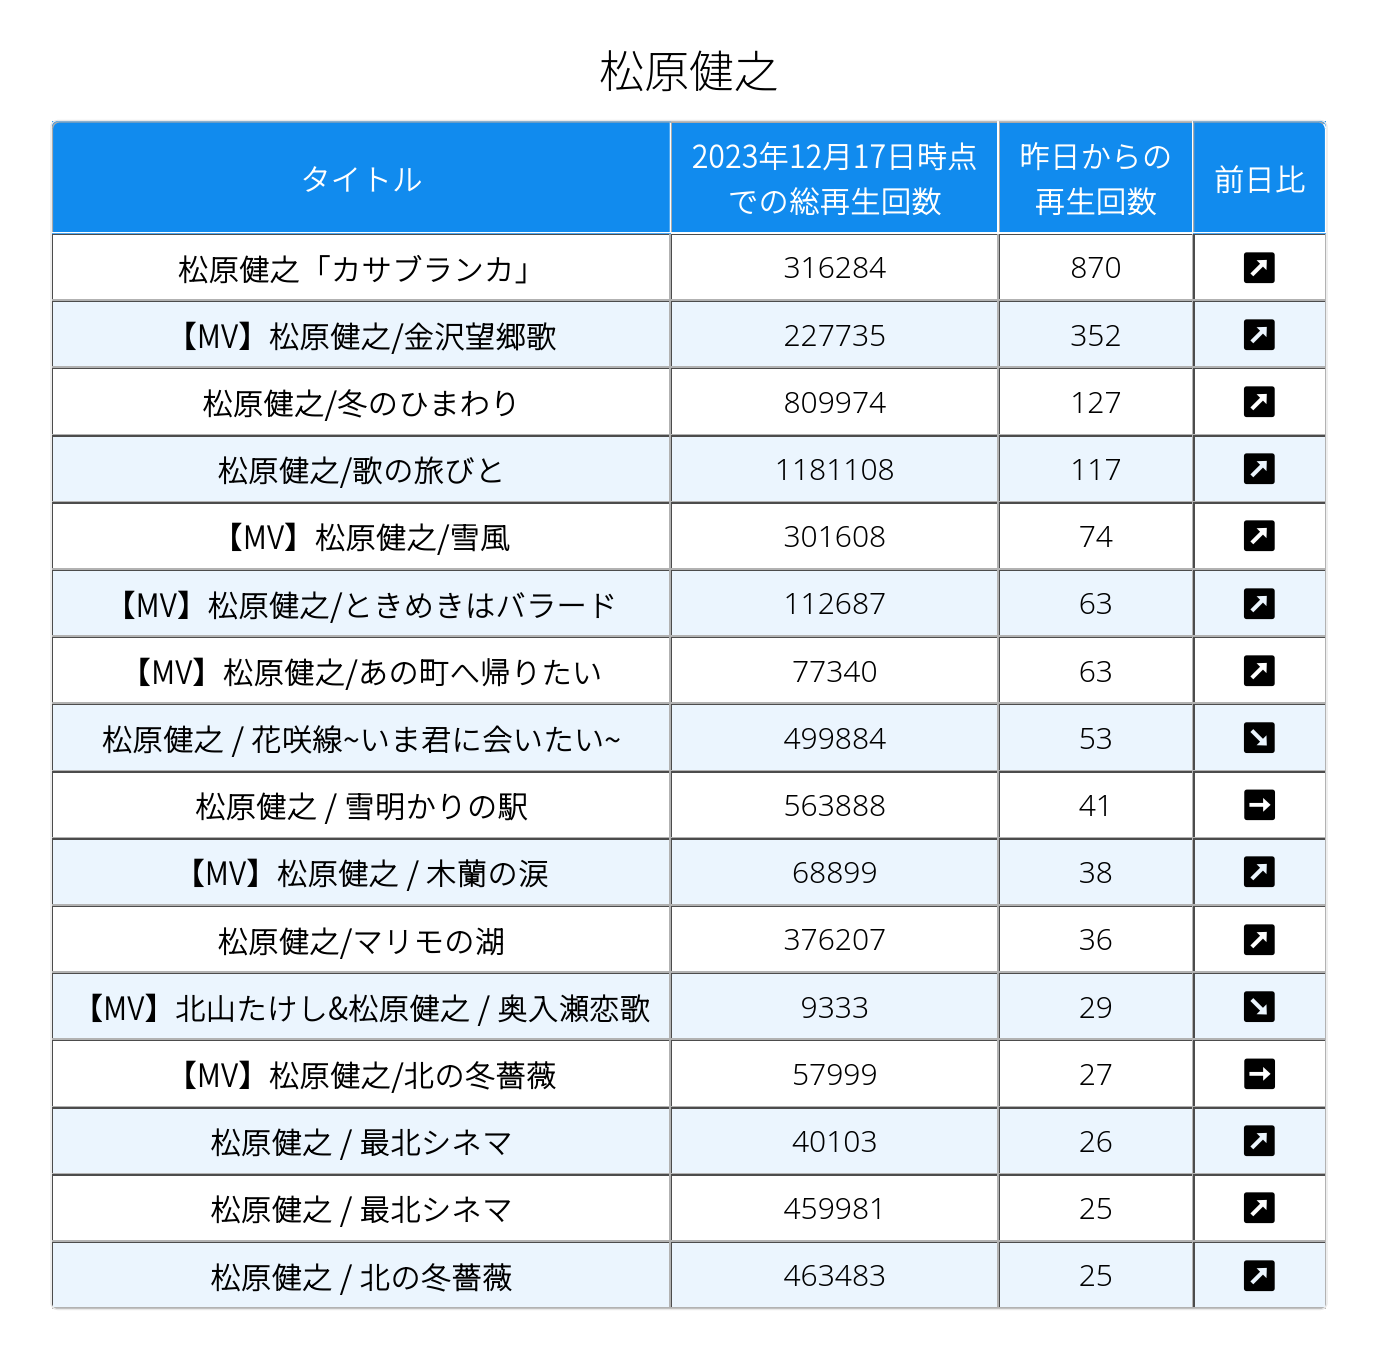 松原健之
タイトル 2023年12月17日時点での総再生回数 昨日からの再生回数 前日比
松原健之「カサブランカ」 316284 870 ↗
【MV】松原健之/金沢望郷歌 227735 352 ↗
松原健之/冬のひまわり 809974 127 ↗
松原健之/歌の旅びと 1181108 117 ↗
【MV】松原健之/雪風 301608 74 ↗
【MV】松原健之/ときめきはバラード 112687 63 ↗
【MV】松原健之/あの町へ帰りたい 77340 63 ↗
松原健之 / 花咲線~いま君に会いたい~ 499884 53 ↘
松原健之 / 雪明かりの駅 563888 41 →
【MV】松原健之 / 木蘭の涙 68899 38 ↗
松原健之/マリモの湖 376207 36 ↗
【MV】北山たけし&松原健之 / 奥入瀬恋歌 9333 29 ↘
【MV】松原健之/北の冬薔薇 57999 27 →
松原健之 / 最北シネマ 40103 26 ↗
松原健之 / 最北シネマ 459981 25 ↗
松原健之 / 北の冬薔薇 463483 25 ↗